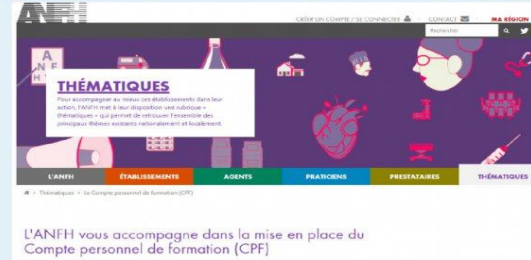 ANFH
CRÉER UN COMPTE / SE CONNECTER CONTACT MA RÉGION
Rechercher
A
N F
H
THÉMATIQUES
Pour accompagner au mieux ces établissements dans leur
action, l'ANFH met à leur disposition une rubrique «
thématiques » qui permet de retrouver l'ensemble des
principaux thèmes existants nationalement et localement.
L'ANFH ÉTABLISSEMENTS AGENTS PRATICIENS PRESTATAIRES THÉMATIQUES
> Thématiques > Le Compte personnel de formation (CPF)
L'ANFH vous accompagne dans la mise en place du
Compte personnel de formation (CPF)